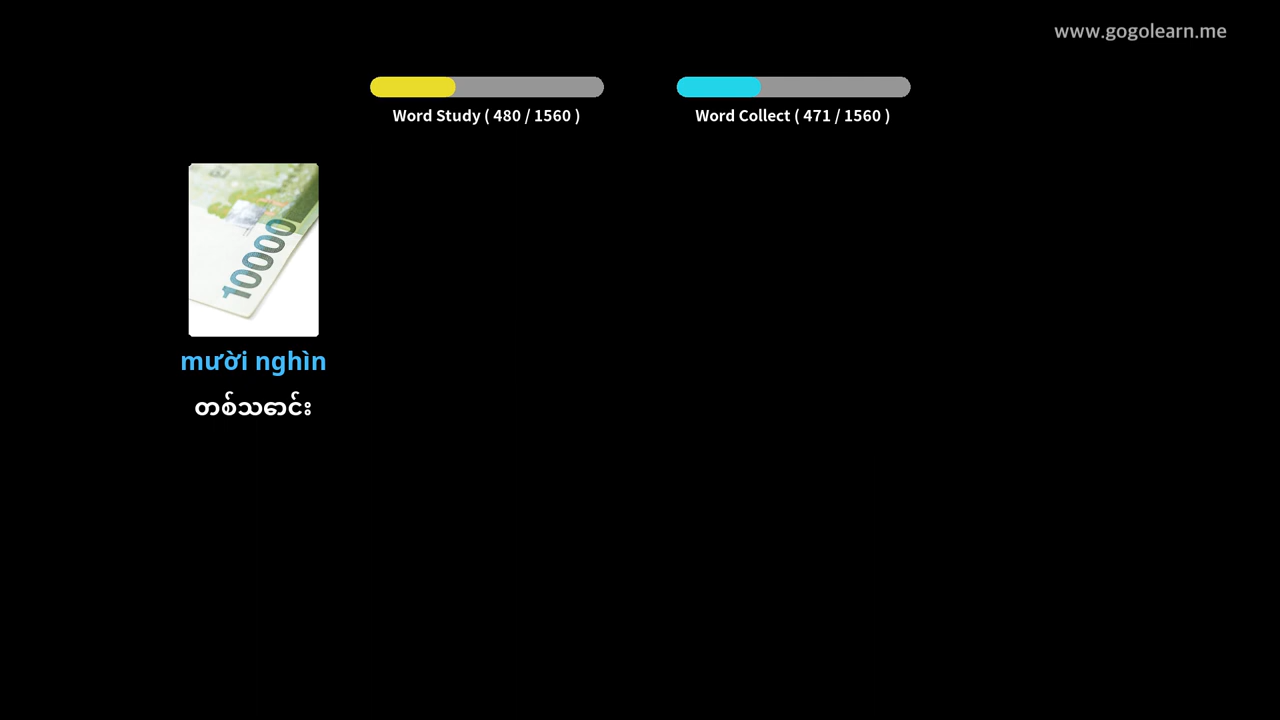 www.gogolearn.me
Word Study ( 480 / 1560 )
Word Collect ( 471 / 1560 )
10000
mười nghìn
တစ်သောင်း